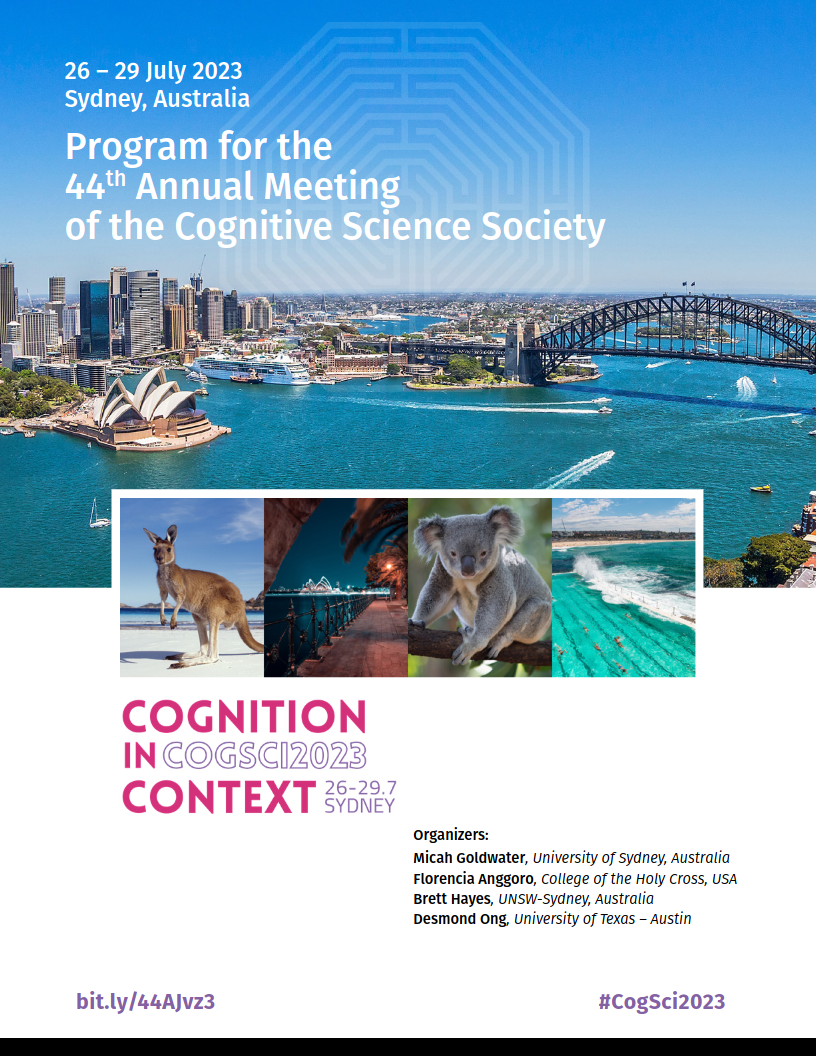 26 – 29 July 2023
Sydney, Australia
Program for the
44th Annual Meeting
of the Cognitive Science Society
COGNITION
IN COGSCI2023
CONTEXT 26-29.7
SYDNEY
Organizers:
Micah Goldwater, University of Sydney, Australia
Florencia Anggoro, College of the Holy Cross, USA
Brett Hayes, UNSW-Sydney, Australia
Desmond Ong, University of Texas – Austin
bit.ly/44AJvz3
#CogSci2023